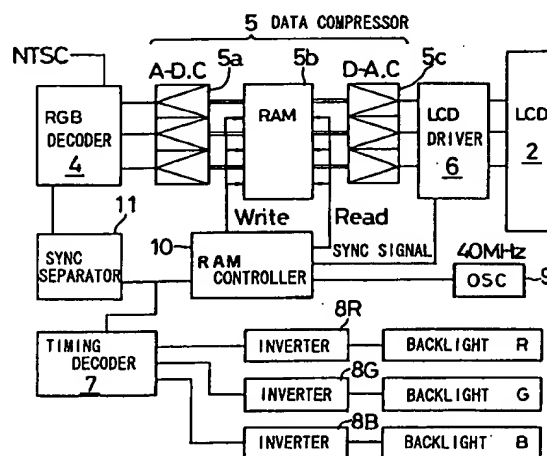 5 DATA COMPRESSOR
NTSC
A-D.C 5a
5b
D-A.C 5c
RGB DECODER 4
RAM
LCD DRIVER 6
LCD 2
11
Write
Read
10
SYNC SEPARATOR
RAM CONTROLLER
SYNC SIGNAL
40MHz
OSC
9
8R
TIMING DECODER 7
INVERTER
BACKLIGHT R
8G
INVERTER
BACKLIGHT G
8B
INVERTER
BACKLIGHT B